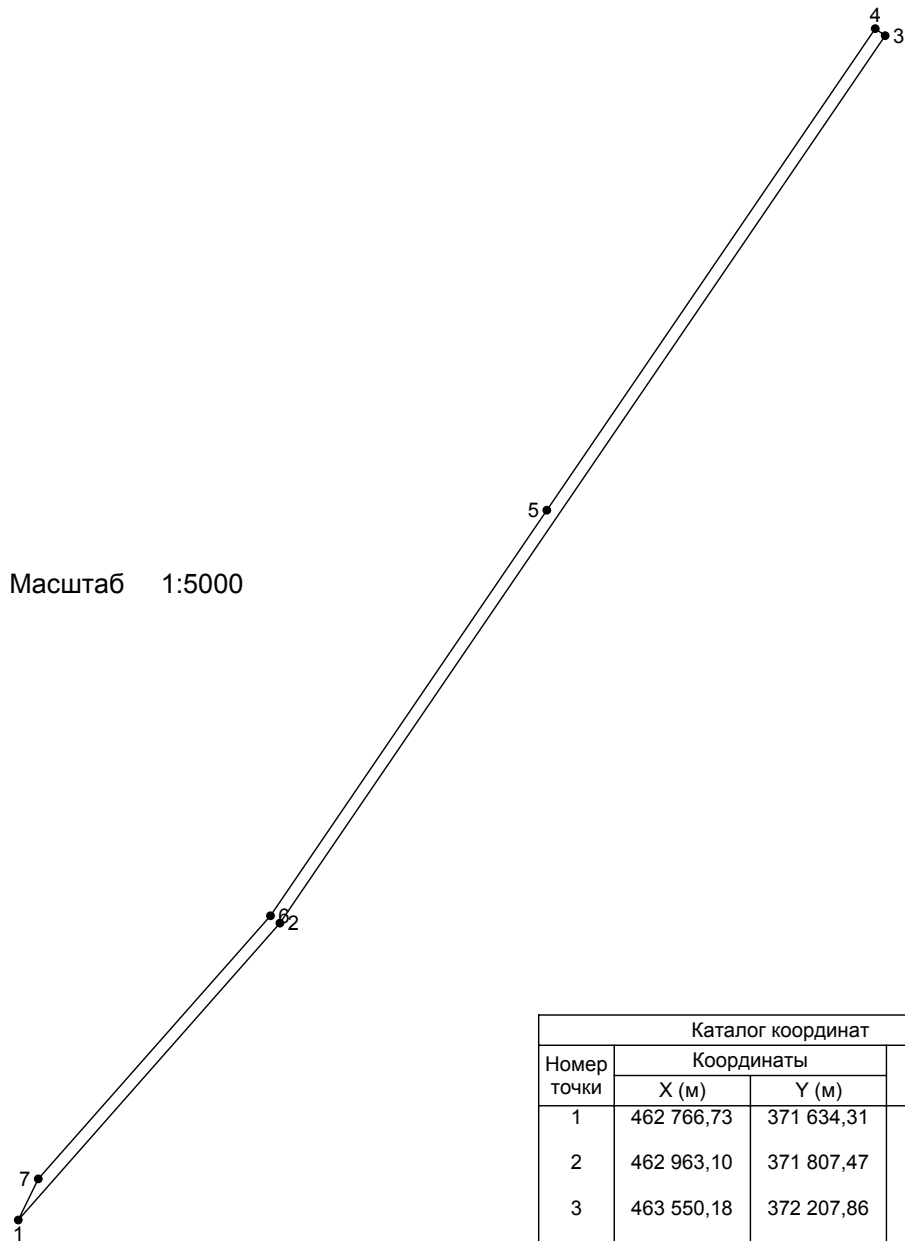 4
3
5
Масштаб 1:5000
6
2
7
1
Каталог координат
Номер точки
Координаты
X (м) Y (м)
1 462 766,73 371 634,31
2 462 963,10 371 807,47
3 463 550,18 372 207,86